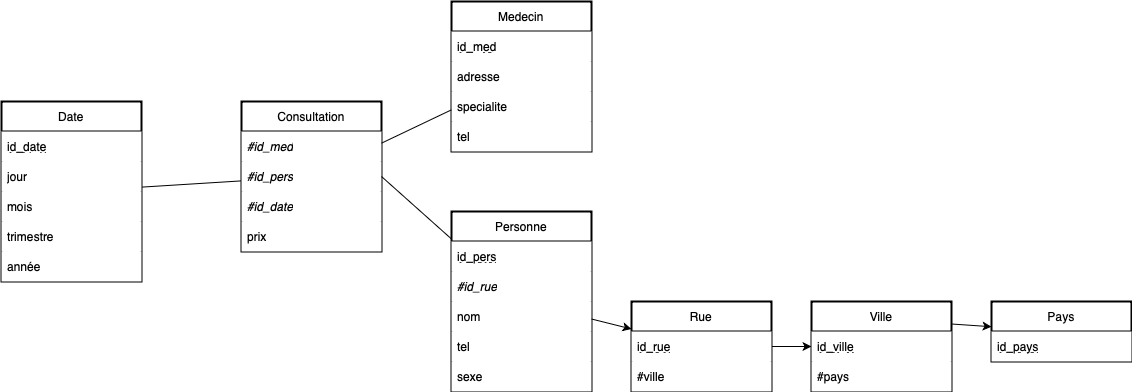 Medecin
id_med
adresse
specialite
tel
Date
id_date
jour
mois
trimestre
année
Consultation
#id_med
#id_pers
#id_date
prix
Personne
id_pers
#id_rue
nom
tel
sexe
Rue
id_rue
#ville
Ville
id_ville
#pays
Pays
id_pays